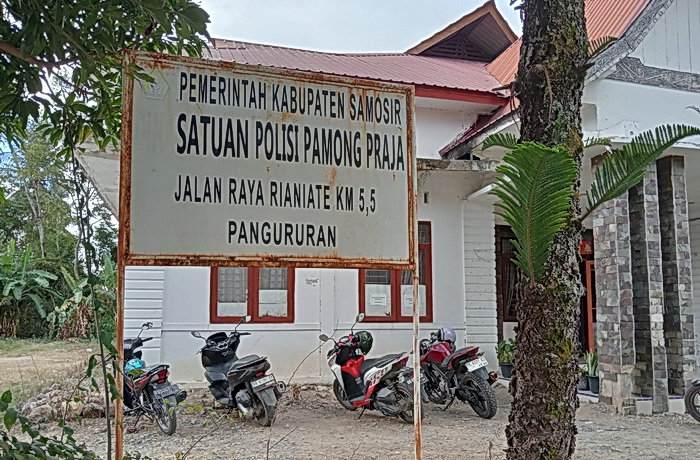 PEMERINTAH KABUPATEN SAMOSIR
SATUAN POLISI PAMONG PRAJA
JALAN RAYA RIANIATE KM 5,5
PANGURURAN